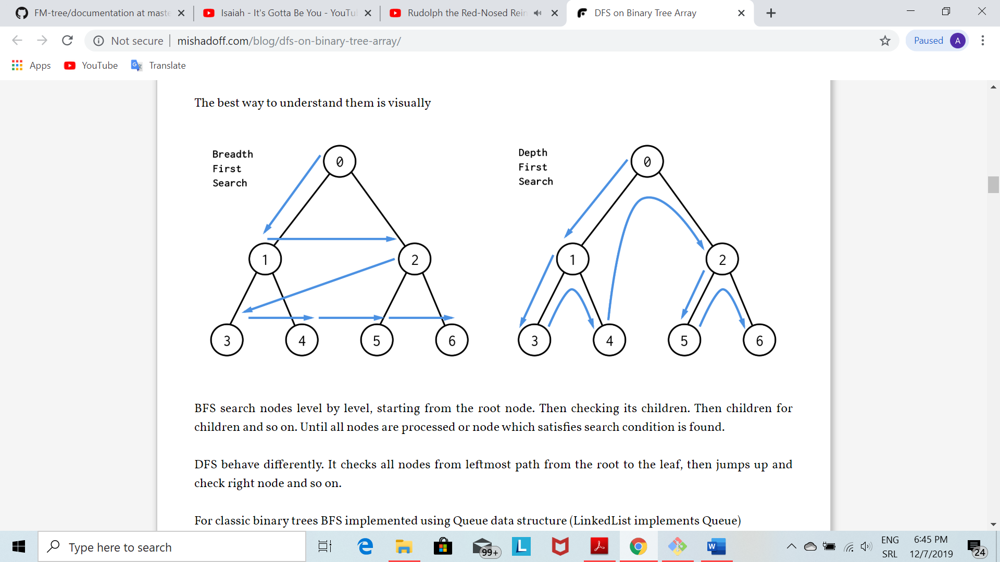 FM-tree/documentation at maste
Isaiah - It's Gotta Be You - YouTu
Rudolph the Red-Nosed Rein
DFS on Binary Tree Array
Not secure
mishadoff.com/blog/dfs-on-binary-tree-array/
Paused
A
Apps
YouTube
Translate
The best way to understand them is visually
Breadth
First
Search
0
1
2
3
4
5
6
Depth
First
Search
0
1
2
3
4
5
6
BFS search nodes level by level, starting from the root node. Then checking its children. Then children for
children and so on. Until all nodes are processed or node which satisfies search condition is found.
DFS behave differently. It checks all nodes from leftmost path from the root to the leaf, then jumps up and
check right node and so on.
For classic binary trees BFS implemented using Queue data structure (LinkedList implements Queue)
Type here to search
99+
L
W
ENG
SRL
6:45 PM
12/7/2019
24